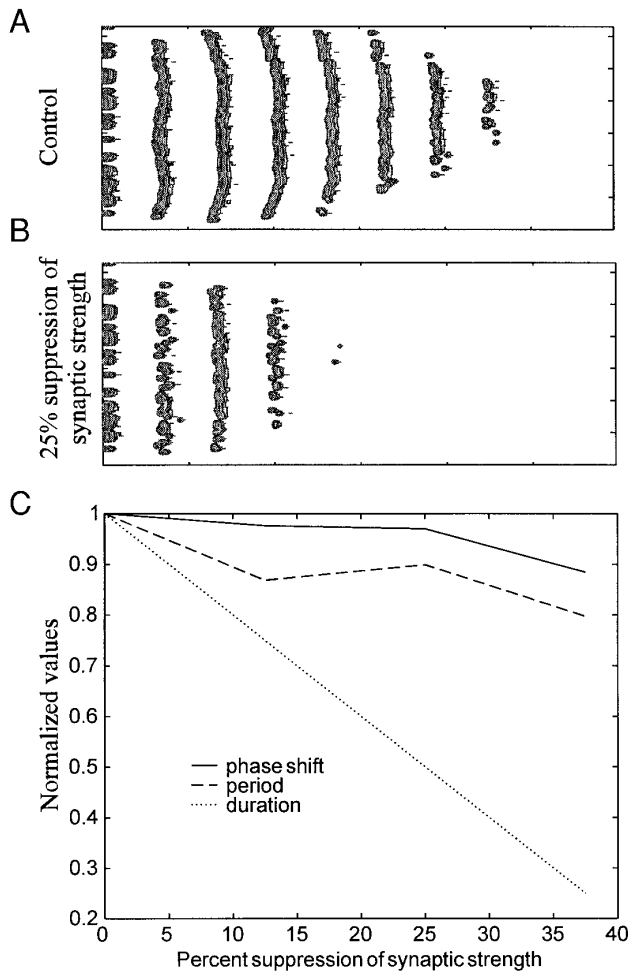 A
Control
B
25% suppression of
synaptic strength
C
1
0.9
0.8
0.7
0.6
0.5
0.4
0.3
0.2
Normalized values
phase shift
period
duration
0 5 10 15 20 25 30 35 40
Percent suppression of synaptic strength